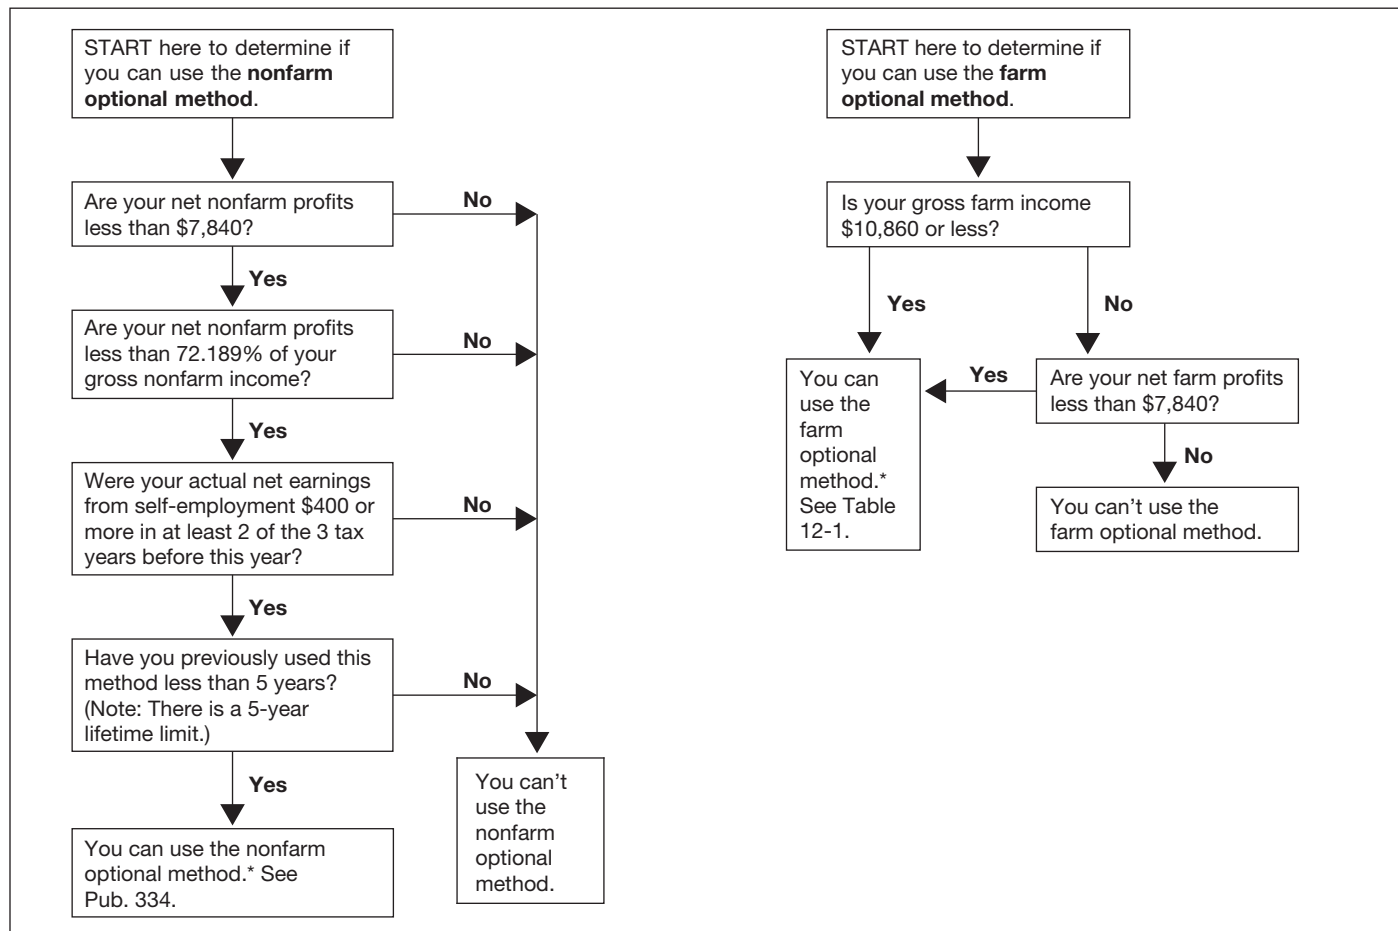 START here to determine if
you can use the nonfarm
optional method.
Are your net nonfarm profits
less than $7,840?
No
Yes
Are your net nonfarm profits
less than 72.189% of your
gross nonfarm income?
No
Yes
Were your actual net earnings
from self-employment $400 or
more in at least 2 of the 3 tax
years before this year?
No
Yes
Have you previously used this
method less than 5 years?
(Note: There is a 5-year
lifetime limit.)
No
Yes
You can use the nonfarm
optional method.* See
Pub. 334.
You can't
use the
nonfarm
optional
method.
START here to determine if
you can use the farm
optional method.
Is your gross farm income
$10,860 or less?
Yes
No
You can
use the
farm
optional
method.*
See Table
12-1.
Yes
Are your net farm profits
less than $7,840?
No
You can't use the
farm optional method.